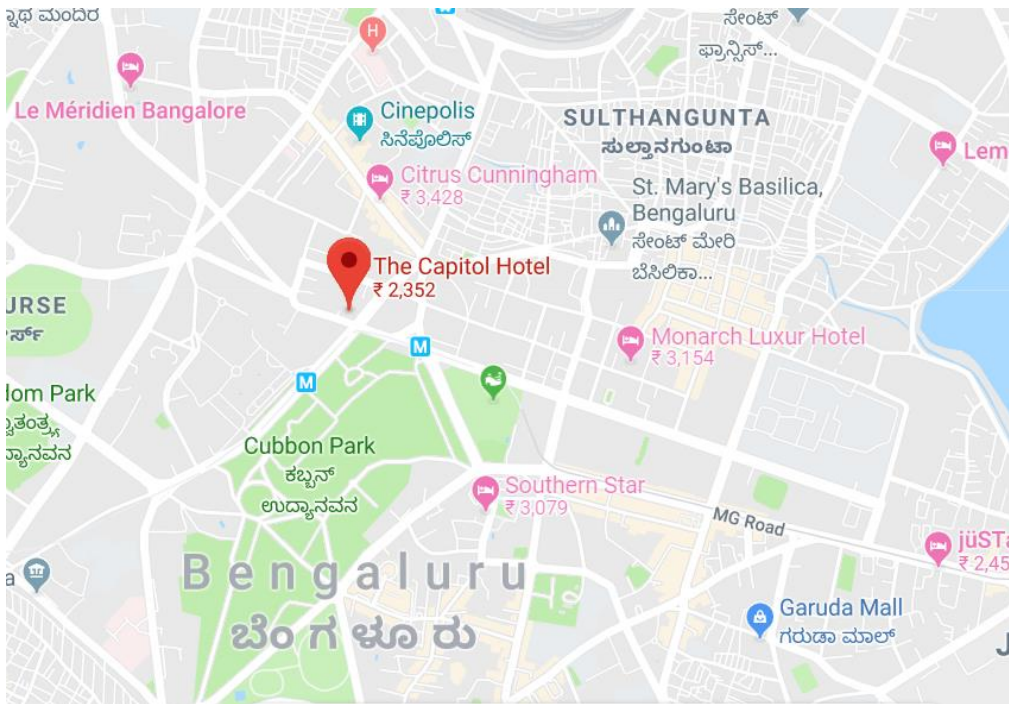 ನಾಥ ಮಂದಿರ
ಸೇಂಟ್
ಫ್ರಾನ್ಸಿಸ್...
H
Le Méridien Bangalore
Cinepolis
ಸಿನೆಪೊಲಿಸ್
SULTHANGUNTA
ಸುಲ್ತಾನಗುಂಟಾ
Lem
Citrus Cunningham
₹ 3,428
St. Mary's Basilica,
Bengaluru
ಸೇಂಟ್ ಮೇರಿ
ಬೆಸಿಲಿಕಾ...
The Capitol Hotel
₹ 2,352
URSE
ರ್ಸ್
Monarch Luxur Hotel
₹ 3,154
M
M
dom Park
ಸ್ವಾತಂತ್ರ್ಯ
ದ್ಯಾನವನ
Cubbon Park
ಕಬ್ಬನ್
ಉದ್ಯಾನವನ
Southern Star
₹ 3,079
MG Road
jüSTa
₹ 2,45
a
Bengaluru
ಬೆಂಗಳೂರು
Garuda Mall
ಗರುಡಾ ಮಾಲ್
J